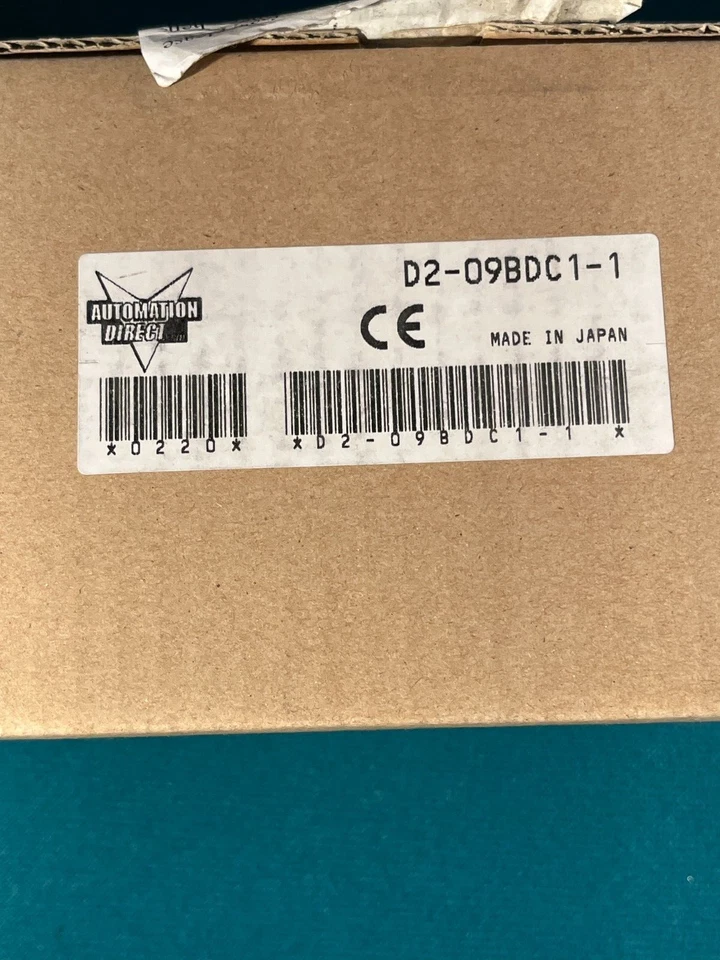 D2-09BDC1-1
AUTOMATION
DIRECT
CE
MADE IN JAPAN
*0220*
*D2-09BDC1-1 *